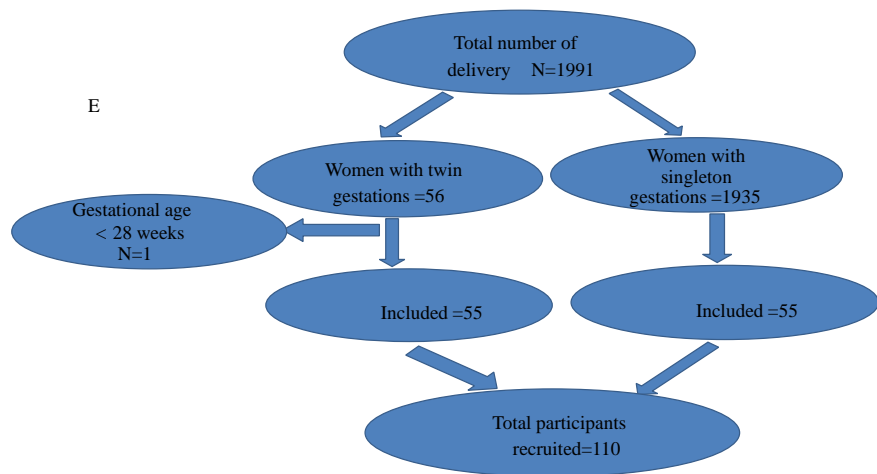 Total number of
delivery N=1991
E
Women with twin
gestations =56
Women with
singleton
gestations =1935
Gestational age
< 28 weeks
N=1
Included =55
Included =55
Total participants
recruited=110